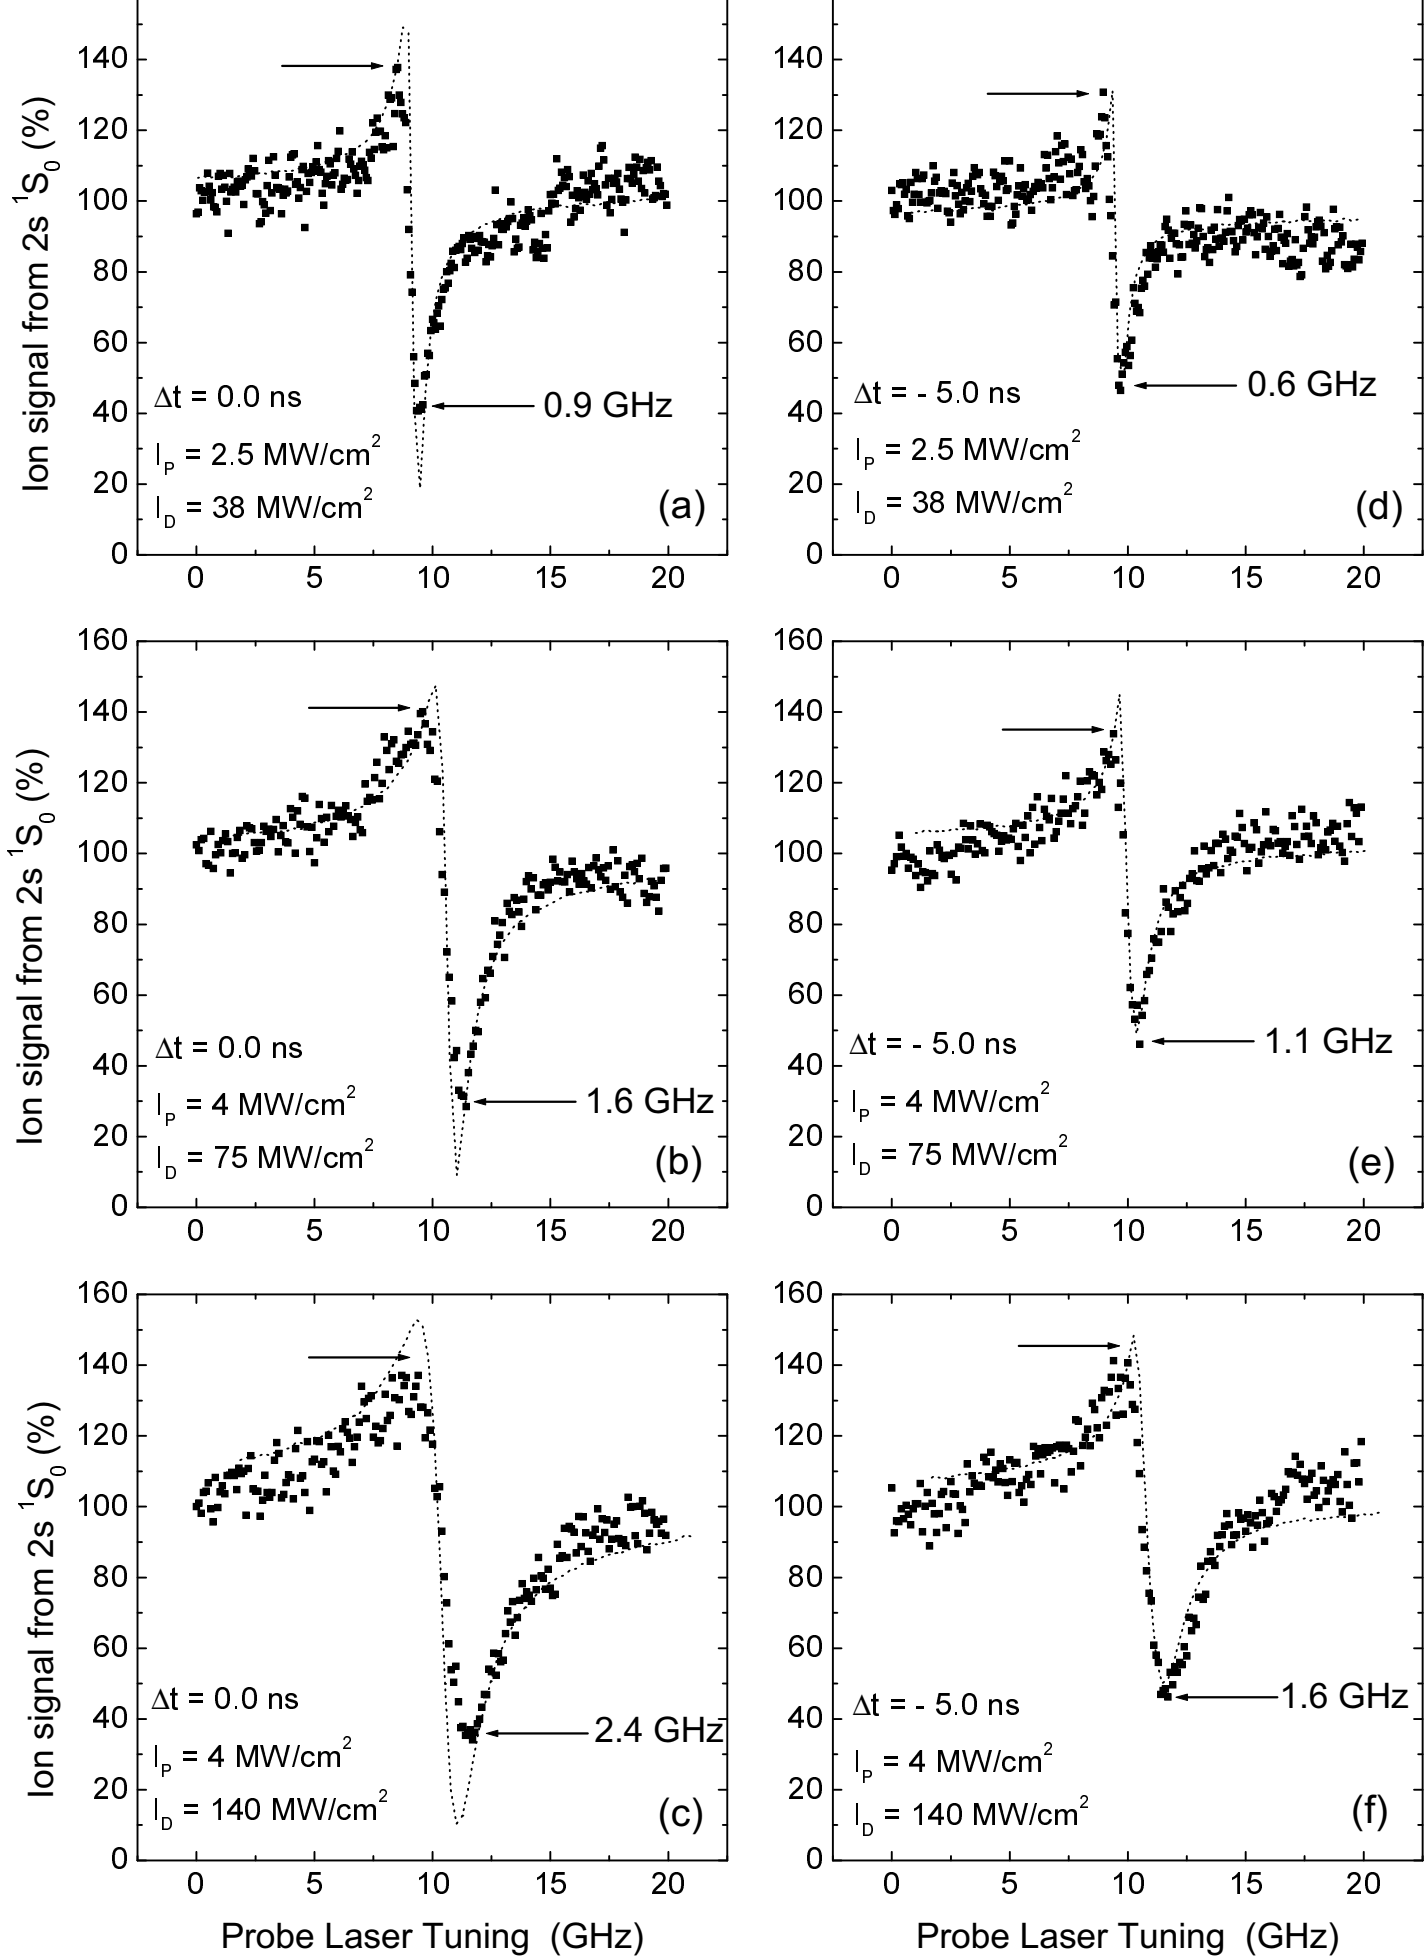 140
120
100
80
60
40
20
0
Ion signal from 2s ¹S₀ (%)
Δt = 0.0 ns
I_P = 2.5 MW/cm²
I_D = 38 MW/cm²
0.9 GHz
(a)
0 5 10 15 20
140
120
100
80
60
40
20
0
Δt = - 5.0 ns
I_P = 2.5 MW/cm²
I_D = 38 MW/cm²
0.6 GHz
(d)
0 5 10 15 20
160
140
120
100
80
60
40
20
0
Ion signal from 2s ¹S₀ (%)
Δt = 0.0 ns
I_P = 4 MW/cm²
I_D = 75 MW/cm²
1.6 GHz
(b)
0 5 10 15 20
160
140
120
100
80
60
40
20
0
Δt = - 5.0 ns
I_P = 4 MW/cm²
I_D = 75 MW/cm²
1.1 GHz
(e)
0 5 10 15 20
160
140
120
100
80
60
40
20
0
Ion signal from 2s ¹S₀ (%)
Δt = 0.0 ns
I_P = 4 MW/cm²
I_D = 140 MW/cm²
2.4 GHz
(c)
0 5 10 15 20
Probe Laser Tuning (GHz)
160
140
120
100
80
60
40
20
0
Δt = - 5.0 ns
I_P = 4 MW/cm²
I_D = 140 MW/cm²
1.6 GHz
(f)
0 5 10 15 20
Probe Laser Tuning (GHz)